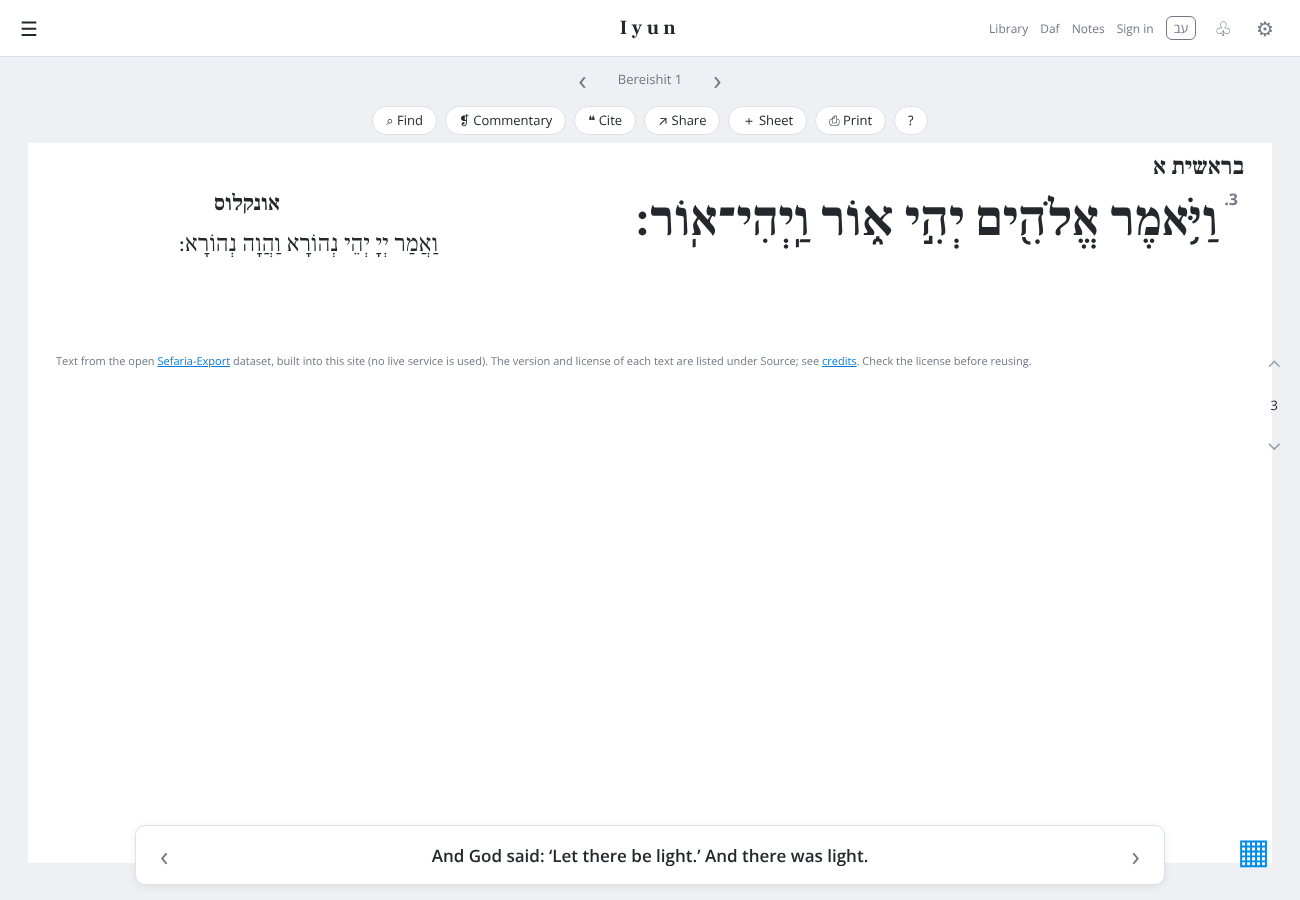 ☰ Iyun Library Daf Notes Sign in עב
‹ Bereishit 1 ›
Find Commentary ❝ Cite ↗ Share + Sheet Print ?
בראשית א
3. וַיֹּ֥אמֶר אֱלֹהִ֖ים יְהִ֣י א֑וֹר וַֽיְהִי־אֽוֹר׃
אונקלוס
וַאֲמַר יְיָ יְהֵי נְהוֹרָא וַהֲוָה נְהוֹרָא:
Text from the open Sefaria-Export dataset, built into this site (no live service is used). The version and license of each text are listed under Source; see credits. Check the license before reusing.
3
‹ And God said: ‘Let there be light.’ And there was light. ›